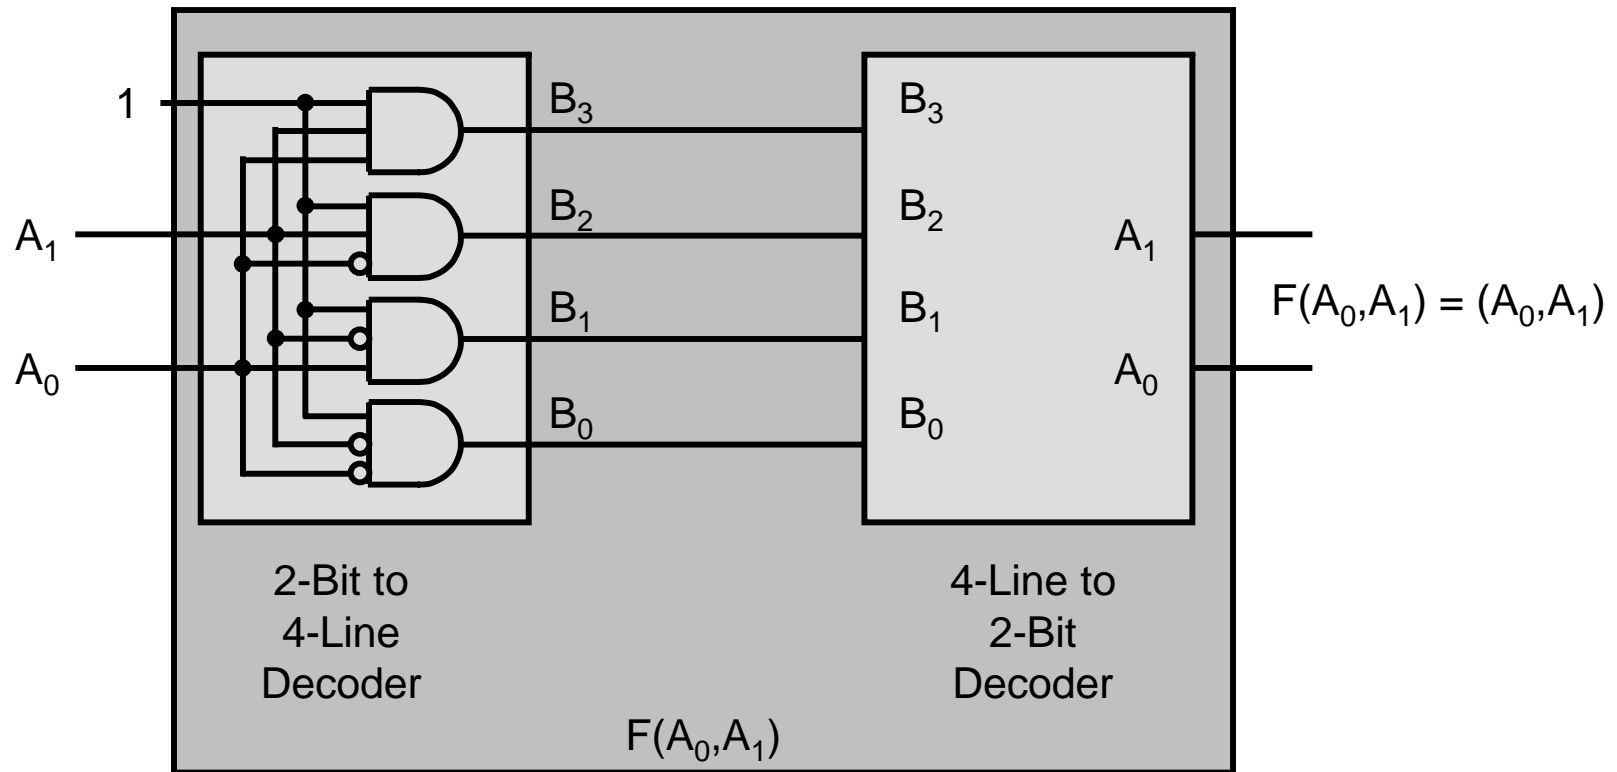 1
B₃
B₃
B₂
B₂
A₁
A₁
B₁
B₁
F(A₀,A₁) = (A₀,A₁)
A₀
A₀
B₀
B₀
2-Bit to
4-Line
Decoder
4-Line to
2-Bit
Decoder
F(A₀,A₁)